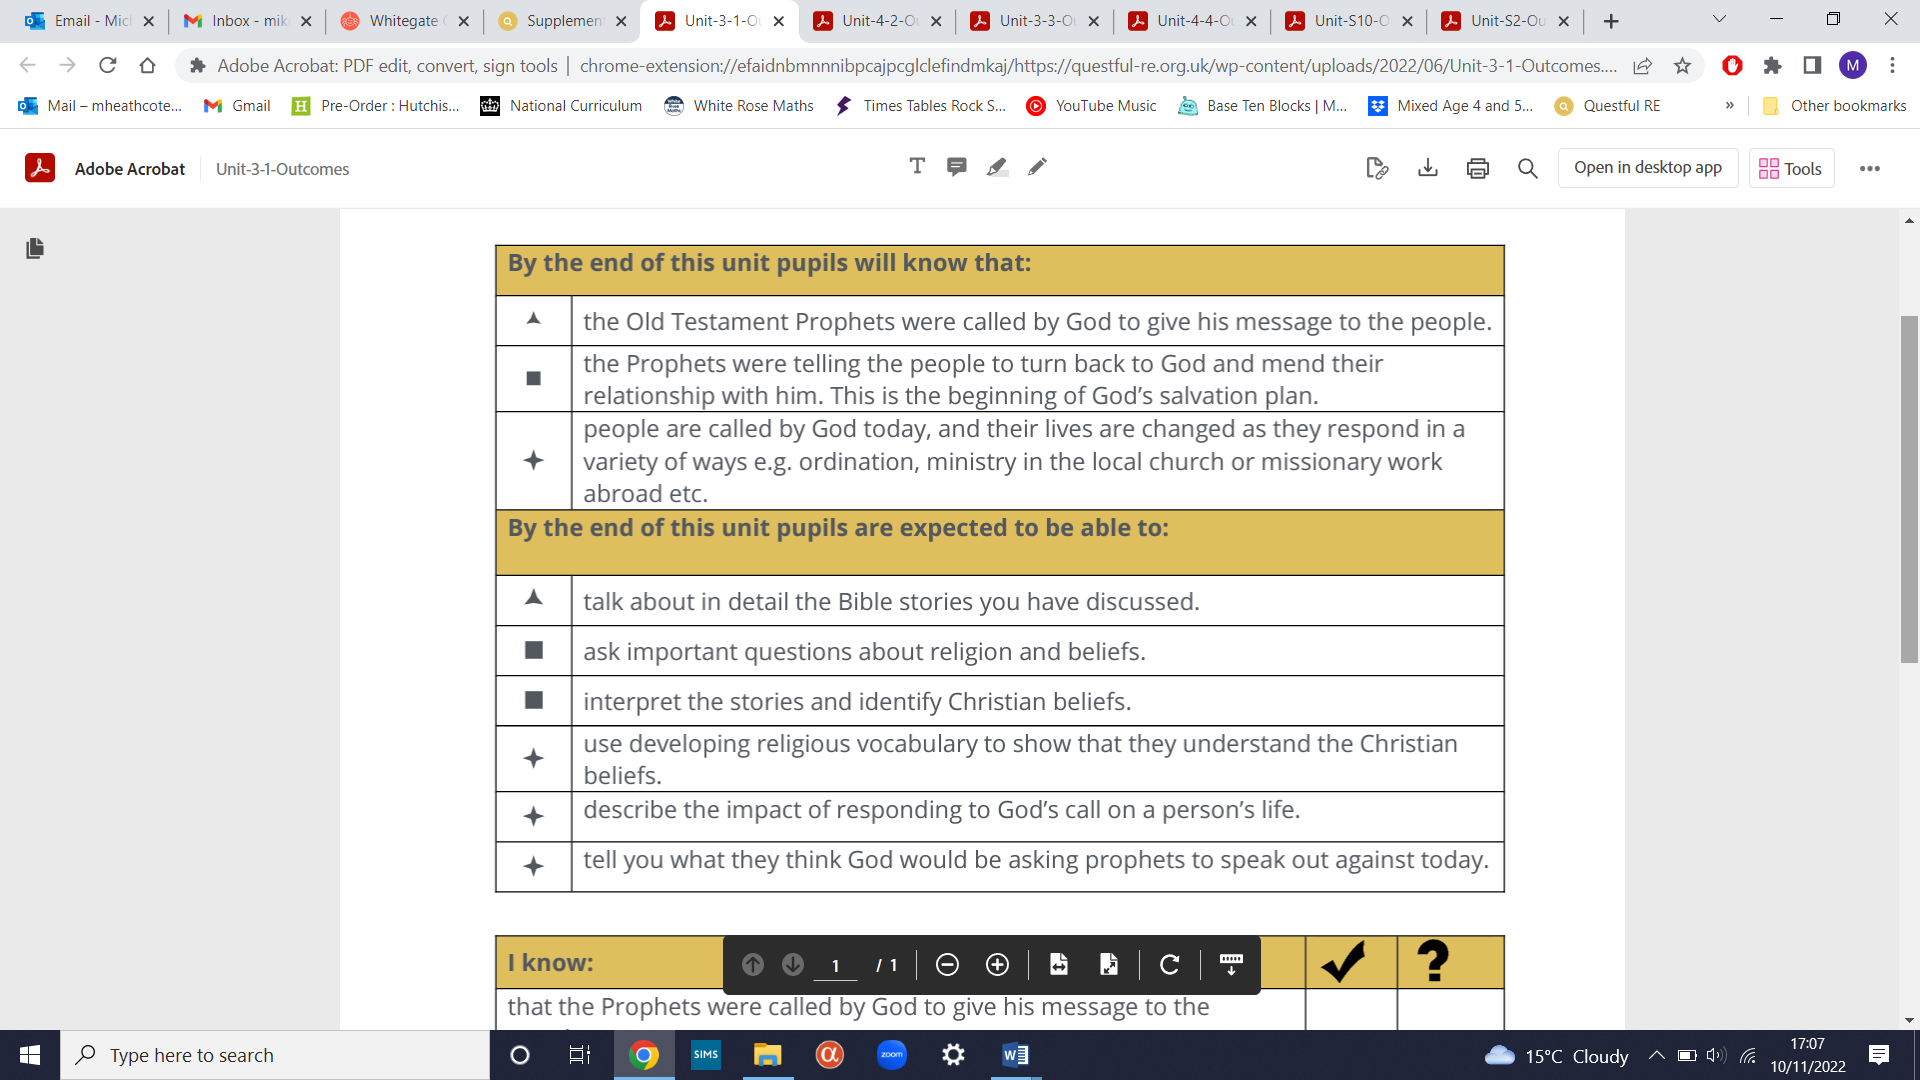 Email - Mic
Inbox - mik
Whitegate
Supplemen
Unit-3-1-O
Unit-4-2-O
Unit-3-3-O
Unit-4-4-O
Unit-S10-O
Unit-S2-Ou
Adobe Acrobat: PDF edit, convert, sign tools | chrome-extension://efaidnbmnnnibpcajpcglclefindmkaj/https://questful-re.org.uk/wp-content/uploads/2022/06/Unit-3-1-Outcomes....
M
Mail – mheathcote...
Gmail
Pre-Order : Hutchis...
National Curriculum
White Rose Maths
Times Tables Rock S...
YouTube Music
Base Ten Blocks | M...
Mixed Age 4 and 5...
Questful RE
»
Other bookmarks
Adobe Acrobat
Unit-3-1-Outcomes
Open in desktop app
Tools
By the end of this unit pupils will know that:
the Old Testament Prophets were called by God to give his message to the people.
the Prophets were telling the people to turn back to God and mend their
relationship with him. This is the beginning of God's salvation plan.
people are called by God today, and their lives are changed as they respond in a
variety of ways e.g. ordination, ministry in the local church or missionary work
abroad etc.
By the end of this unit pupils are expected to be able to:
talk about in detail the Bible stories you have discussed.
ask important questions about religion and beliefs.
interpret the stories and identify Christian beliefs.
use developing religious vocabulary to show that they understand the Christian
beliefs.
describe the impact of responding to God's call on a person's life.
tell you what they think God would be asking prophets to speak out against today.
I know:
1 / 1
?
that the Prophets were called by God to give his message to the
Type here to search
SIMS
zoom
15°C Cloudy
17:07
10/11/2022